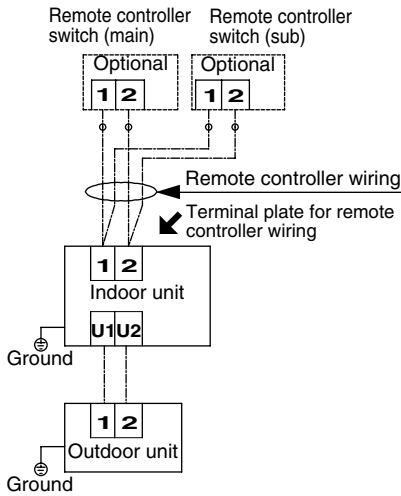 Remote controller
switch (main)
Remote controller
switch (sub)
Optional
Optional
1 2
1 2
Remote controller wiring
Terminal plate for remote
controller wiring
1 2
Indoor unit
U1 U2
Ground
1 2
Outdoor unit
Ground